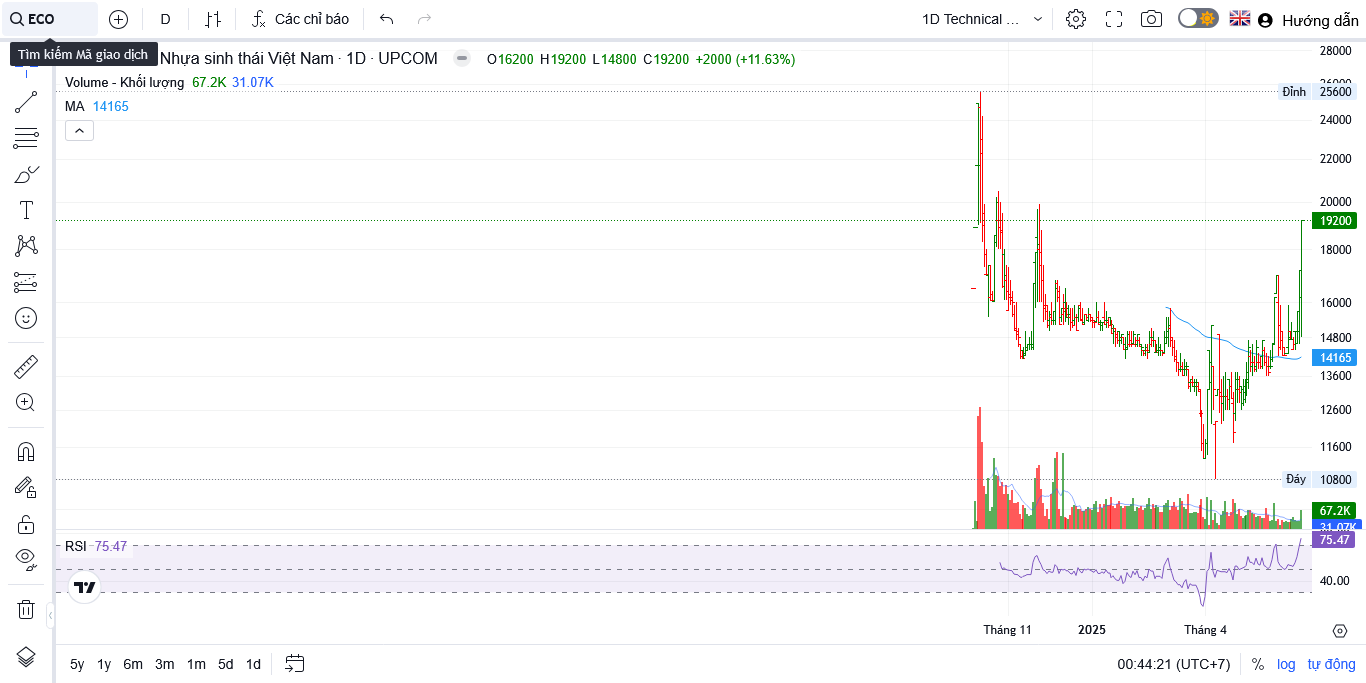 ECO
D
Các chỉ báo
1D Technical ...
Hướng dẫn
Tìm kiếm Mã giao dịch
Nhựa sinh thái Việt Nam · 1D · UPCOM
O16200 H19200 L14800 C19200 +2000 (+11.63%)
Volume - Khối lượng 67.2K 31.07K
MA 14165
28000
26000
Đỉnh 25600
24000
22000
20000
19200
18000
16000
14800
14165
13600
12600
11600
Đáy 10800
67.2K
31.07K
RSI 75.47
75.47
40.00
Tháng 11
2025
Tháng 4
5y 1y 6m 3m 1m 5d 1d
00:44:21 (UTC+7)
% log tự động